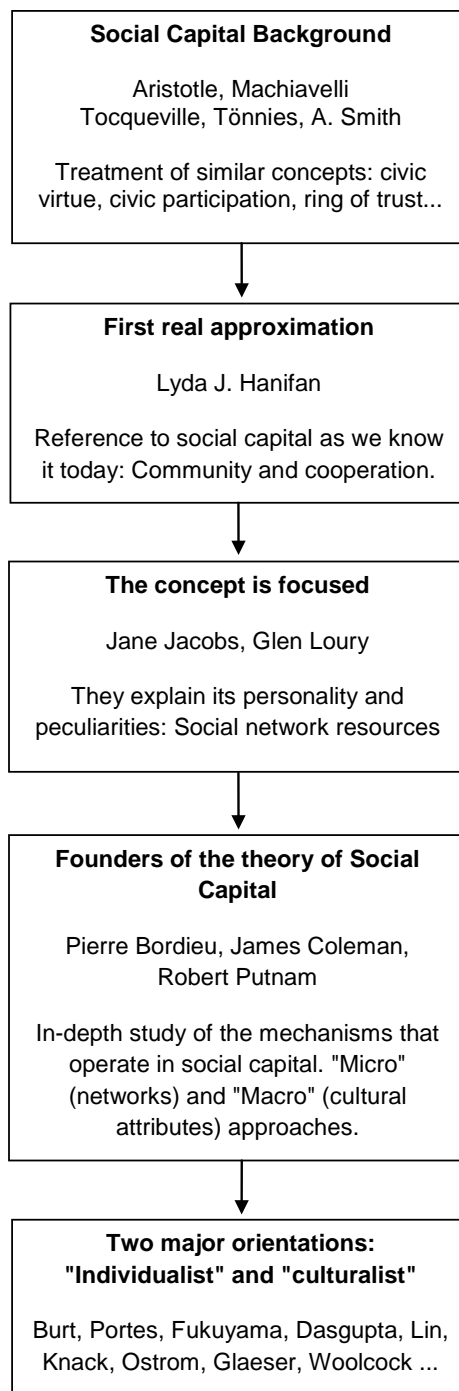 Social Capital Background
Aristotle, Machiavelli
Tocqueville, Tönnies, A. Smith
Treatment of similar concepts: civic
virtue, civic participation, ring of trust...
First real approximation
Lyda J. Hanifan
Reference to social capital as we know
it today: Community and cooperation.
The concept is focused
Jane Jacobs, Glen Loury
They explain its personality and
peculiarities: Social network resources
Founders of the theory of Social
Capital
Pierre Bordieu, James Coleman,
Robert Putnam
In-depth study of the mechanisms that
operate in social capital. "Micro"
(networks) and "Macro" (cultural
attributes) approaches.
Two major orientations:
"Individualist" and "culturalist"
Burt, Portes, Fukuyama, Dasgupta, Lin,
Knack, Ostrom, Glaeser, Woolcock ...